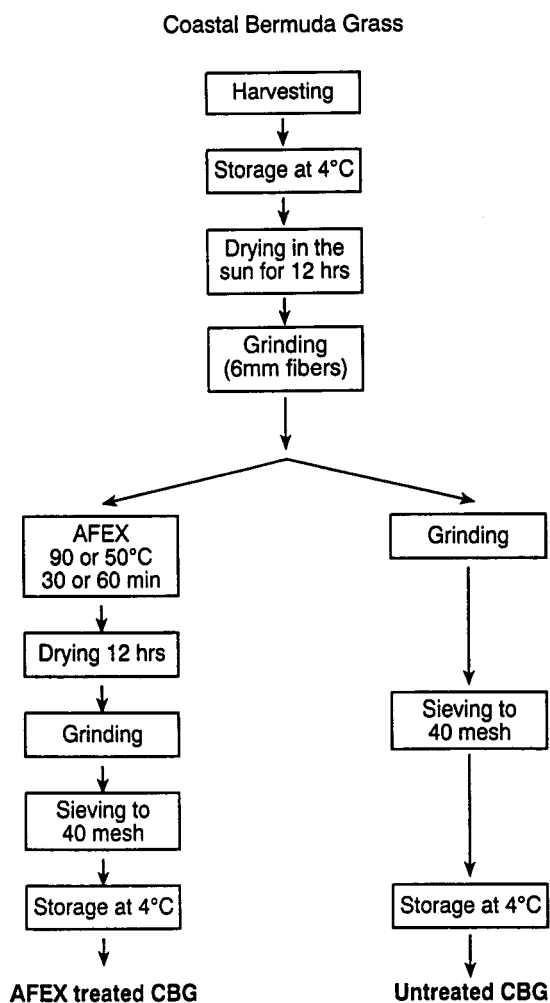 Coastal Bermuda Grass
Harvesting
Storage at 4°C
Drying in the
sun for 12 hrs
Grinding
(6mm fibers)
AFEX
90 or 50°C
30 or 60 min
Drying 12 hrs
Grinding
Sieving to
40 mesh
Storage at 4°C
AFEX treated CBG
Grinding
Sieving to
40 mesh
Storage at 4°C
Untreated CBG